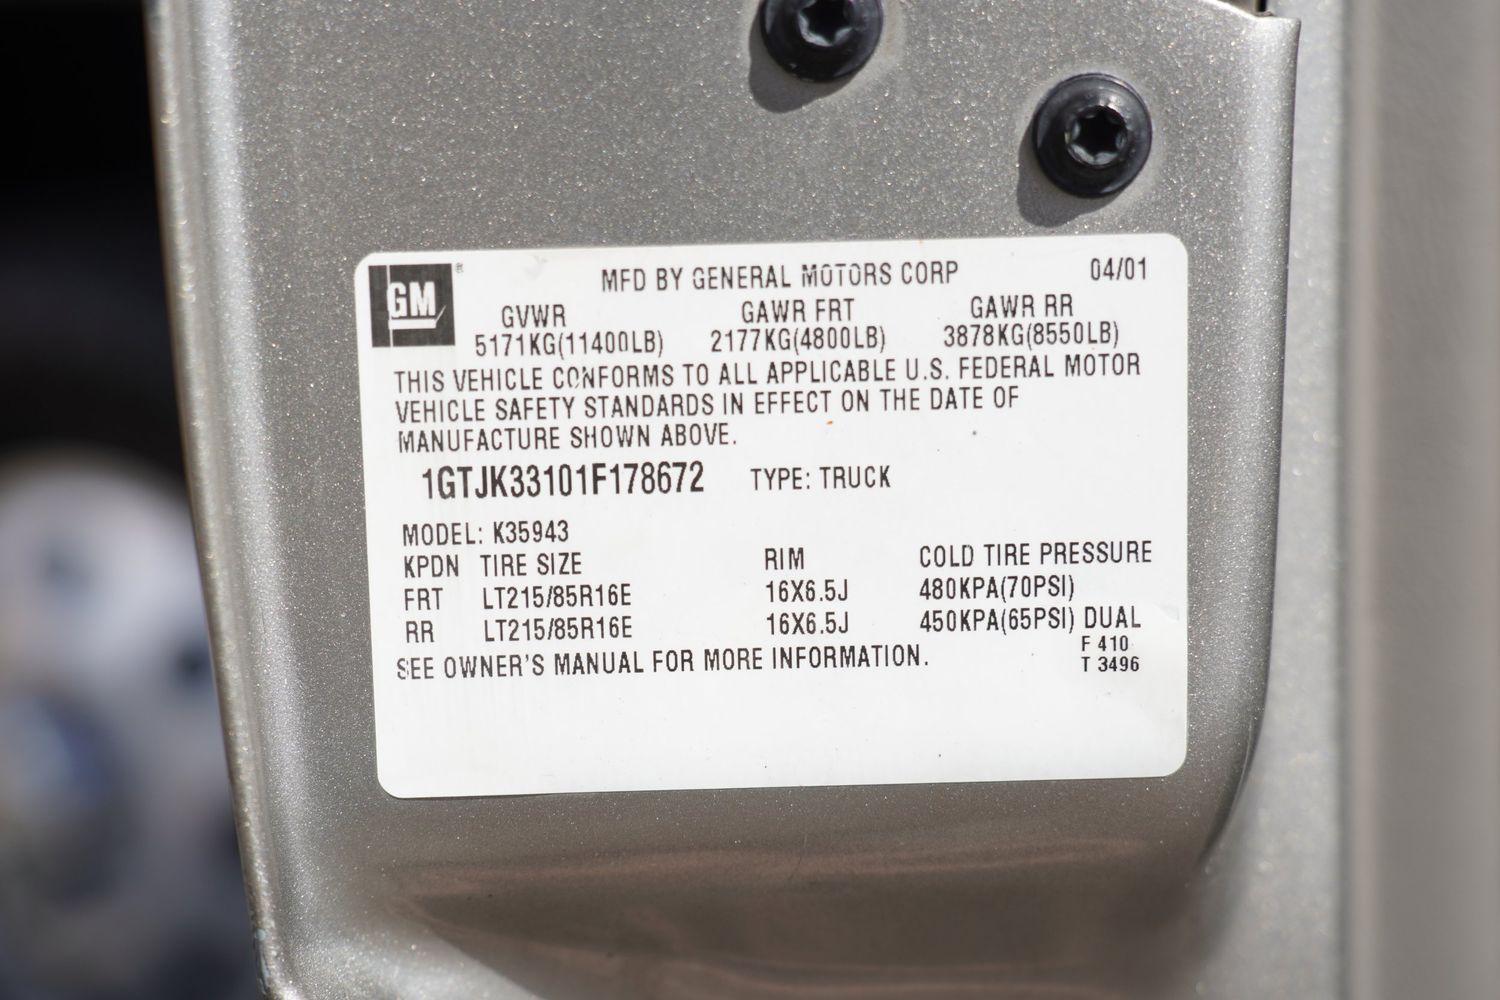 GM® MFD BY GENERAL MOTORS CORP 04/01
GVWR GAWR FRT GAWR RR
5171KG(11400LB) 2177KG(4800LB) 3878KG(8550LB)
THIS VEHICLE CONFORMS TO ALL APPLICABLE U.S. FEDERAL MOTOR
VEHICLE SAFETY STANDARDS IN EFFECT ON THE DATE OF
MANUFACTURE SHOWN ABOVE.
1GTJK33101F178672 TYPE: TRUCK
MODEL: K35943
KPDN TIRE SIZE RIM COLD TIRE PRESSURE
FRT LT215/85R16E 16X6.5J 480KPA(70PSI)
RR LT215/85R16E 16X6.5J 450KPA(65PSI) DUAL
SEE OWNER'S MANUAL FOR MORE INFORMATION.
F 410
T 3496